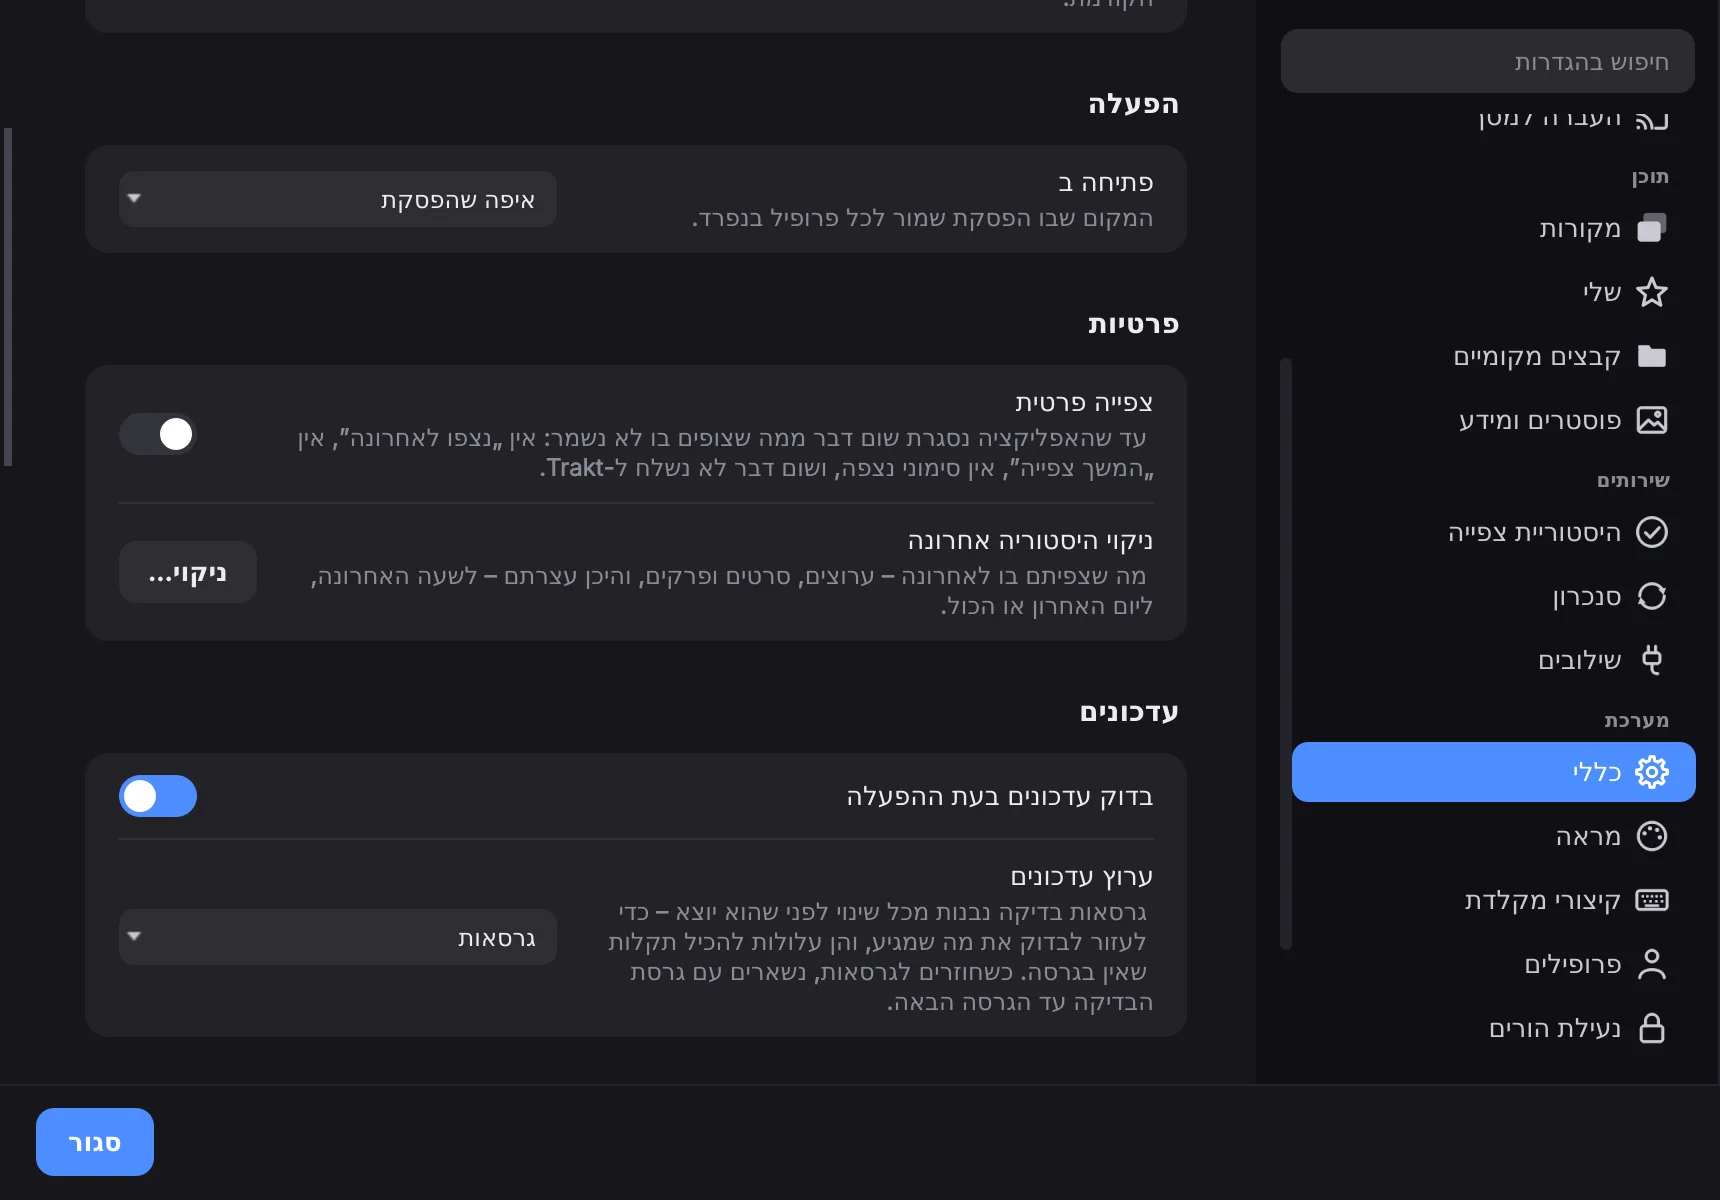 חיפוש בהגדרות
תוכן
מקורות
שלי
קבצים מקומיים
פוסטרים ומידע
שירותים
היסטוריית צפייה
סנכרון
שילובים
מערכת
כללי
מראה
קיצורי מקלדת
פרופילים
נעילת הורים
הפעלה
פתיחה ב
המקום שבו הפסקת שמור לכל פרופיל בנפרד.
איפה שהפסקת
פרטיות
צפייה פרטית
עד שהאפליקציה נסגרת שום דבר ממה שצופים בו לא נשמר: אין „נצפו לאחרונה”, אין
„המשך צפייה”, אין סימוני נצפה, ושום דבר לא נשלח ל-Trakt.
ניקוי היסטוריה אחרונה
מה שצפיתם בו לאחרונה – ערוצים, סרטים ופרקים, והיכן עצרתם – לשעה האחרונה,
ליום האחרון או הכול.
ניקוי...
עדכונים
בדוק עדכונים בעת ההפעלה
ערוץ עדכונים
גרסאות בדיקה נבנות מכל שינוי לפני שהוא יוצא – כדי
לעזור לבדוק את מה שמגיע, והן עלולות להכיל תקלות
שאין בגרסה. כשחוזרים לגרסאות, נשארים עם גרסת
הבדיקה עד הגרסה הבאה.
גרסאות
סגור